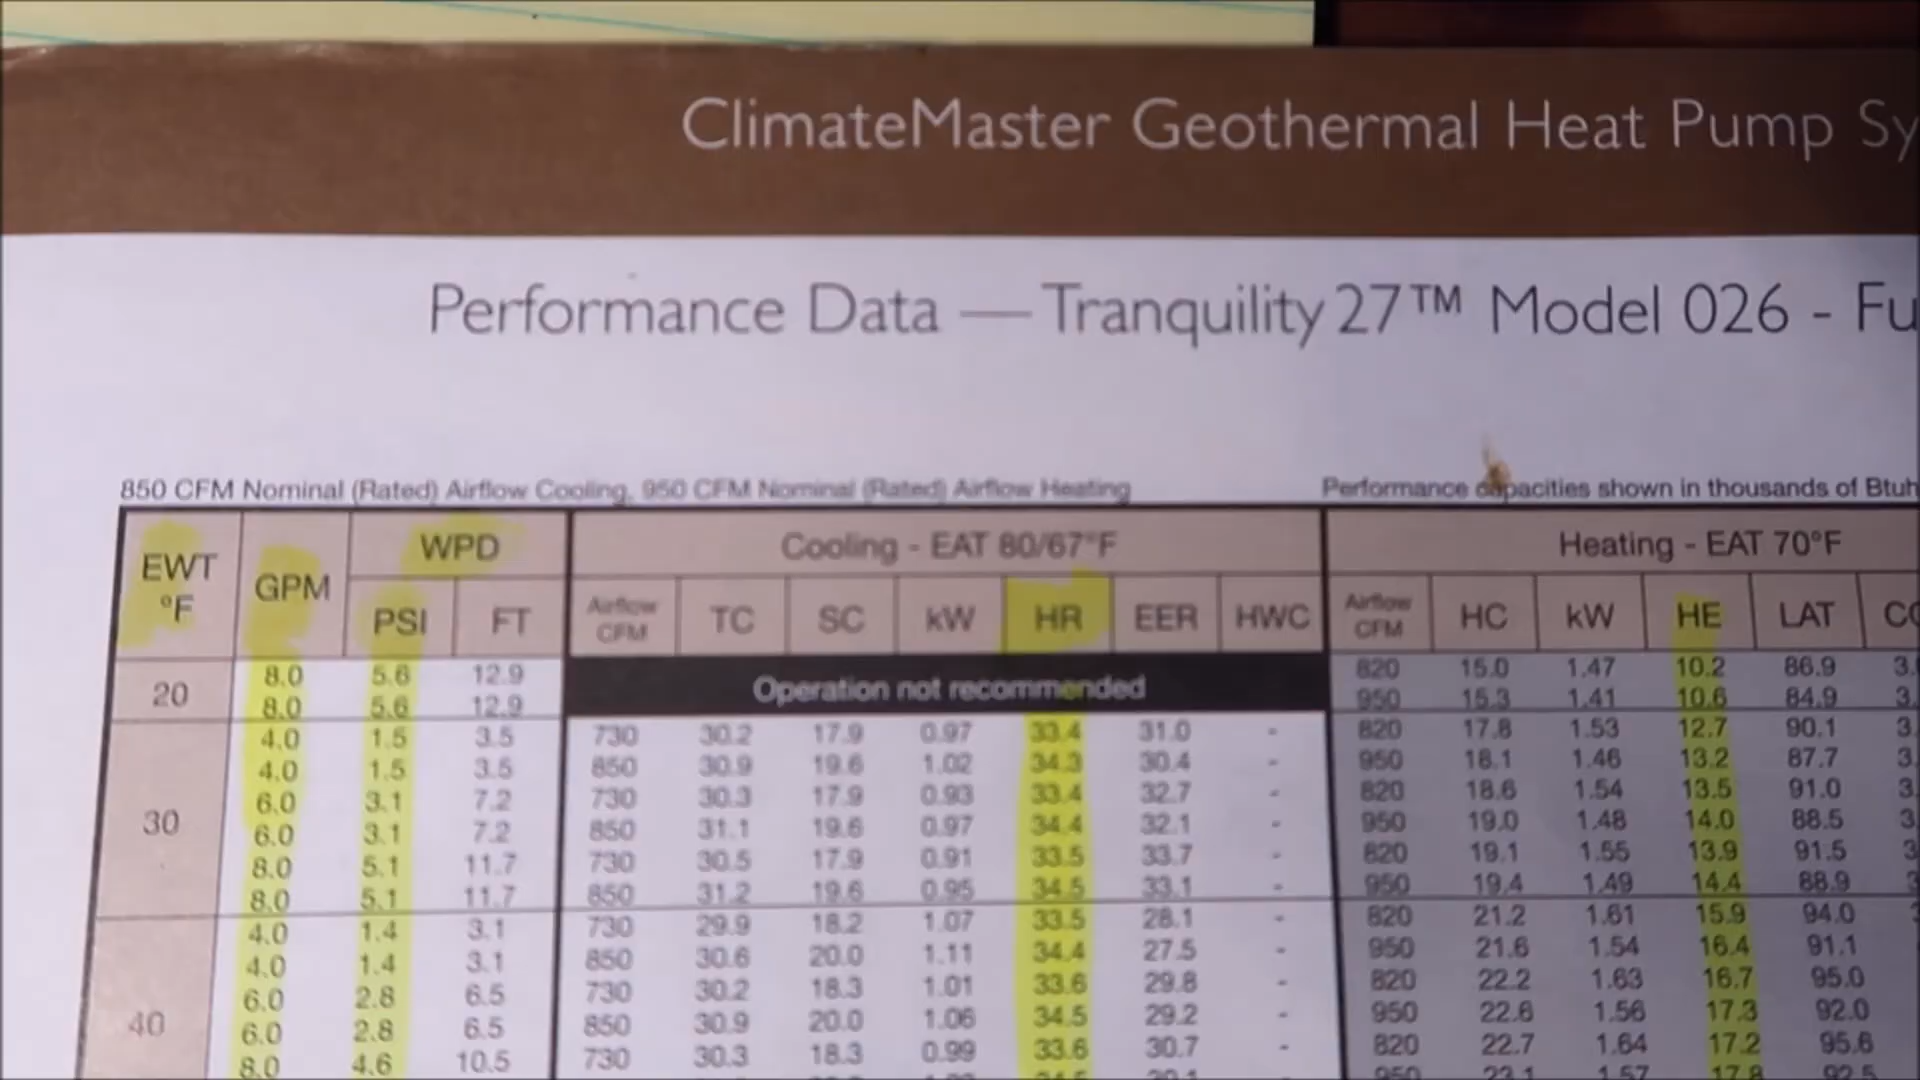 ClimateMaster Geothermal Heat Pump Sy
Performance Data — Tranquility 27™ Model 026 - Fu
850 CFM Nominal (Rated) Airflow Cooling, 950 CFM Nominal (Rated) Airflow Heating Performance capacities shown in thousands of Btuh
EWT °F GPM WPD Cooling - EAT 80/67°F Heating - EAT 70°F
PSI FT Airflow CFM TC SC kW HR EER HWC Airflow CFM HC kW HE LAT CO
20 8.0 5.6 12.9 Operation not recommended 820 15.0 1.47 10.2 86.9 3.
8.0 5.6 12.9 950 15.3 1.41 10.6 84.9 3.
30 4.0 1.5 3.5 730 30.2 17.9 0.97 33.4 31.0 - 820 17.8 1.53 12.7 90.1 3.
4.0 1.5 3.5 850 30.9 19.6 1.02 34.3 30.4 - 950 18.1 1.46 13.2 87.7 3.
6.0 3.1 7.2 730 30.3 17.9 0.93 33.4 32.7 - 820 18.6 1.54 13.5 91.0 3.
6.0 3.1 7.2 850 31.1 19.6 0.97 34.4 32.1 - 950 19.0 1.48 14.0 88.5 3
8.0 5.1 11.7 730 30.5 17.9 0.91 33.5 33.7 - 820 19.1 1.55 13.9 91.5 3
8.0 5.1 11.7 850 31.2 19.6 0.95 34.5 33.1 - 950 19.4 1.49 14.4 88.9 3
40 4.0 1.4 3.1 730 29.9 18.2 1.07 33.5 28.1 - 820 21.2 1.61 15.9 94.0
4.0 1.4 3.1 850 30.6 20.0 1.11 34.4 27.5 - 950 21.6 1.54 16.4 91.1
6.0 2.8 6.5 730 30.2 18.3 1.01 33.6 29.8 - 820 22.2 1.63 16.7 95.0
6.0 2.8 6.5 850 30.9 20.0 1.06 34.5 29.2 - 950 22.6 1.56 17.3 92.0
8.0 4.6 10.5 730 30.3 18.3 0.99 33.6 30.7 - 820 22.7 1.64 17.2 95.6
950 23.1 1.57 17.8 92.5